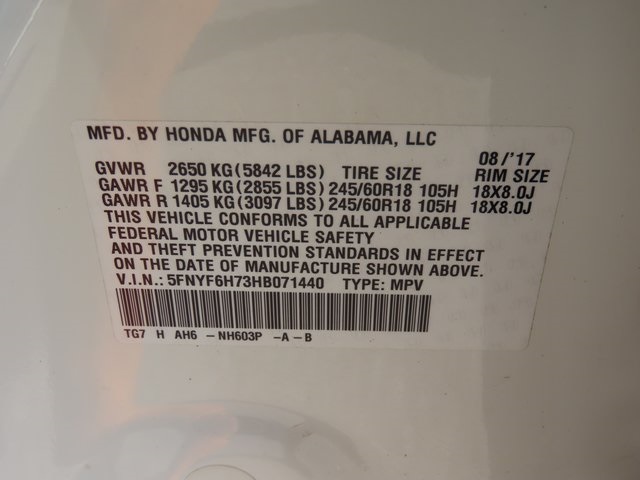 MFD. BY HONDA MFG. OF ALABAMA, LLC
08/'17
GVWR 2650 KG(5842 LBS) TIRE SIZE RIM SIZE
GAWR F 1295 KG(2855 LBS) 245/60R18 105H 18X8.0J
GAWR R 1405 KG(3097 LBS) 245/60R18 105H 18X8.0J
THIS VEHICLE CONFORMS TO ALL APPLICABLE
FEDERAL MOTOR VEHICLE SAFETY
AND THEFT PREVENTION STANDARDS IN EFFECT
ON THE DATE OF MANUFACTURE SHOWN ABOVE.
V.I.N.: 5FNYF6H73HB071440 TYPE: MPV
TG7 H AH6 -NH603P -A-B